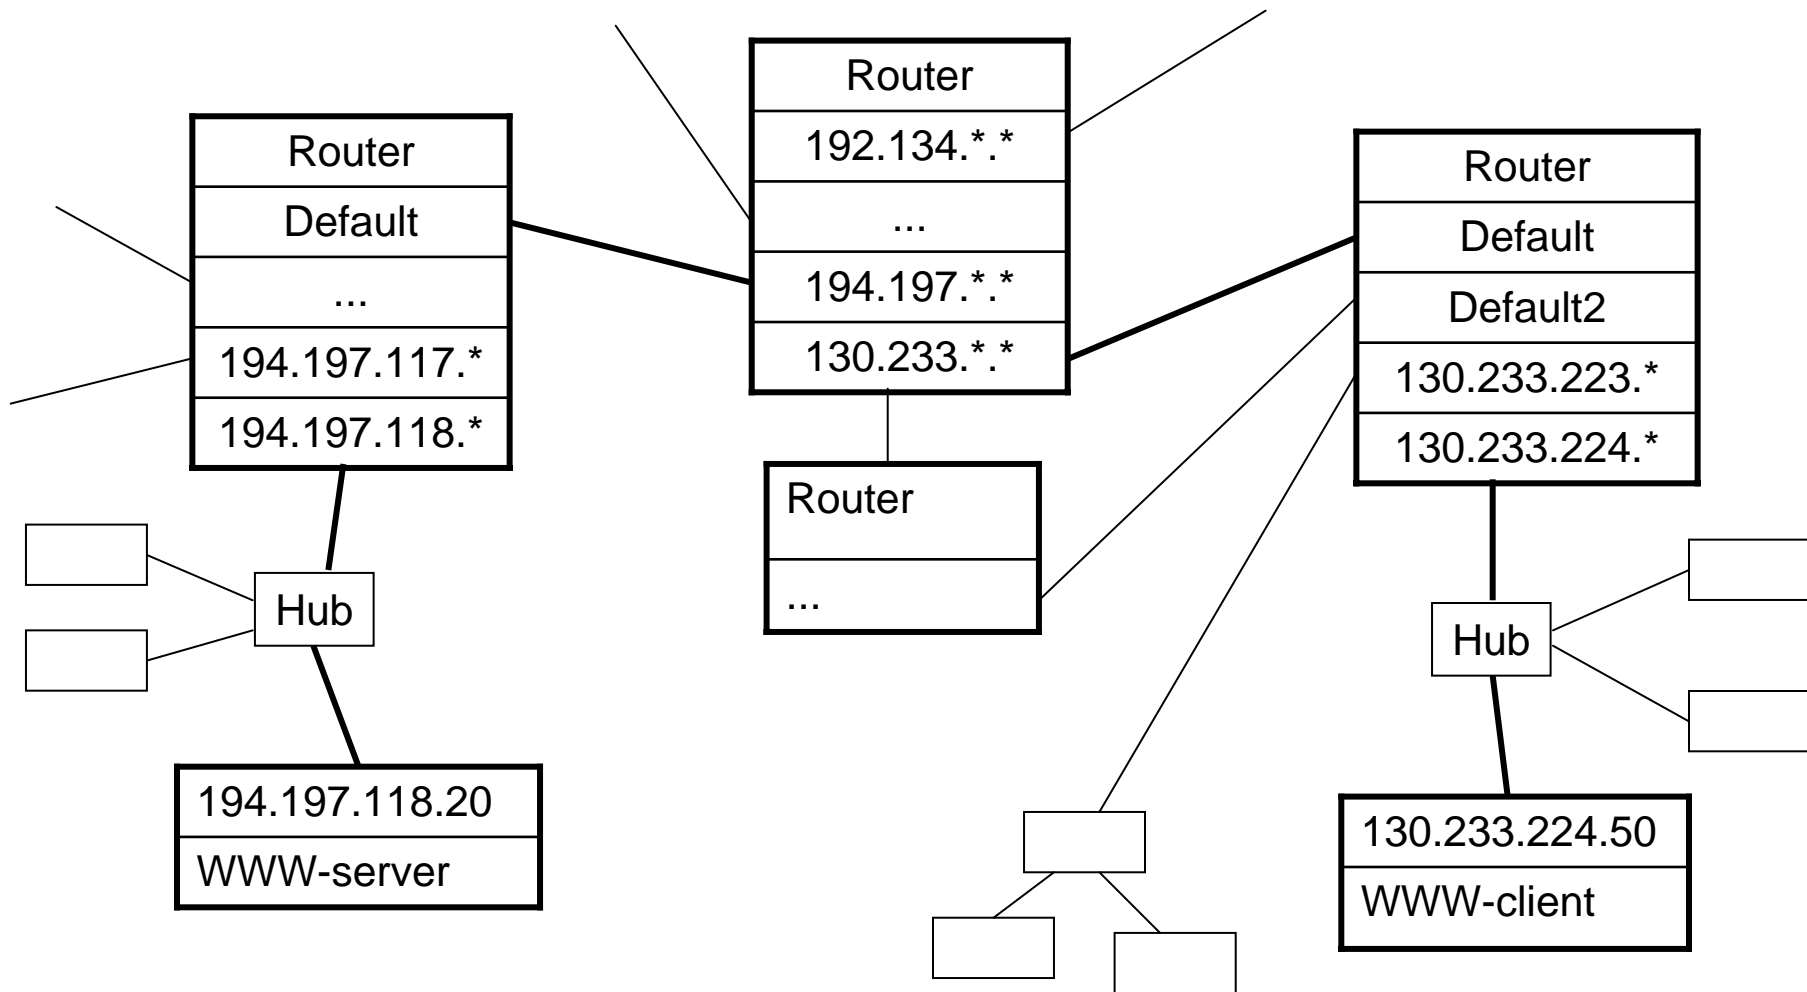 Router
Default
...
194.197.117.*
194.197.118.*
Hub
194.197.118.20
WWW-server
Router
192.134.*.*
...
194.197.*.*
130.233.*.*
Router
...
Router
Default
Default2
130.233.223.*
130.233.224.*
Hub
130.233.224.50
WWW-client